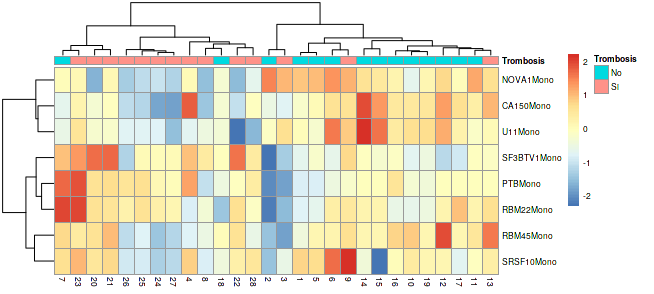 Trombosis
NOVA1Mono
CA150Mono
U11Mono
SF3BTV1Mono
PTBMono
RBM22Mono
RBM45Mono
SRSF10Mono
7 23 20 21 26 25 24 27 4 8 18 22 28 2 3 1 5 6 9 14 15 16 10 19 12 17 11 13
2
1
0
-1
-2
Trombosis
No
SI